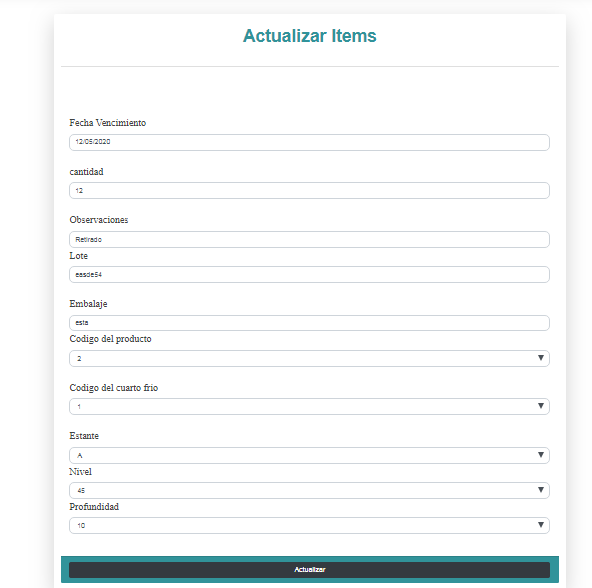 Actualizar Items
Fecha Vencimiento
12/05/2020
cantidad
12
Observaciones
Retirado
Lote
easde54
Embalaje
esta
Codigo del producto
2
Codigo del cuarto frio
1
Estante
A
Nivel
45
Profundidad
10
Actualizar